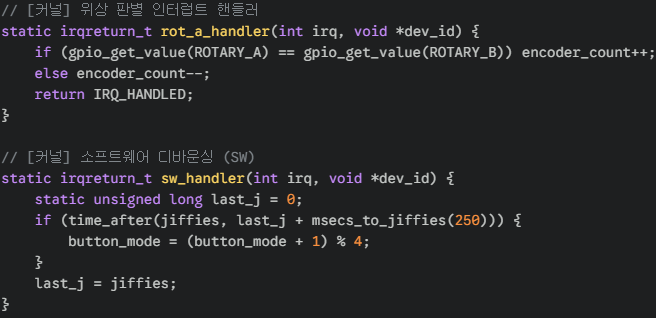 // [커널] 위상 판별 인터럽트 핸들러
static irqreturn_t rot_a_handler(int irq, void *dev_id) {
    if (gpio_get_value(ROTARY_A) == gpio_get_value(ROTARY_B)) encoder_count++;
    else encoder_count--;
    return IRQ_HANDLED;
}
// [커널] 소프트웨어 디바운싱 (SW)
static irqreturn_t sw_handler(int irq, void *dev_id) {
    static unsigned long last_j = 0;
    if (time_after(jiffies, last_j + msecs_to_jiffies(250))) {
        button_mode = (button_mode + 1) % 4;
    }
    last_j = jiffies;
}